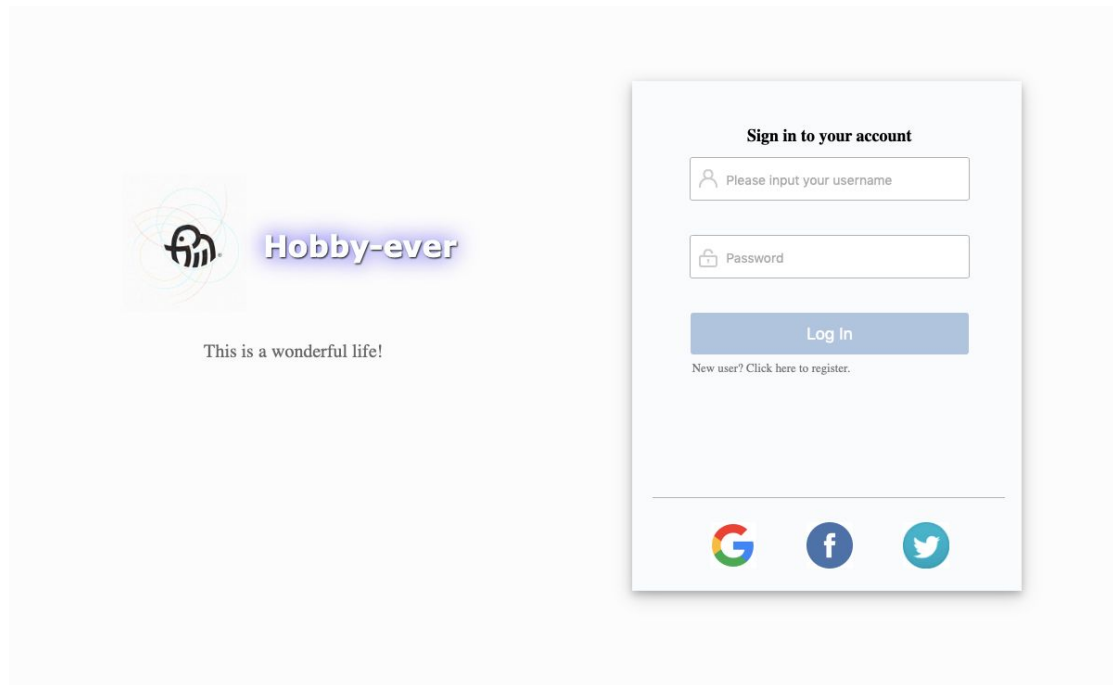 Hobby-ever
This is a wonderful life!
Sign in to your account
Please input your username
Password
Log In
New user? Click here to register.